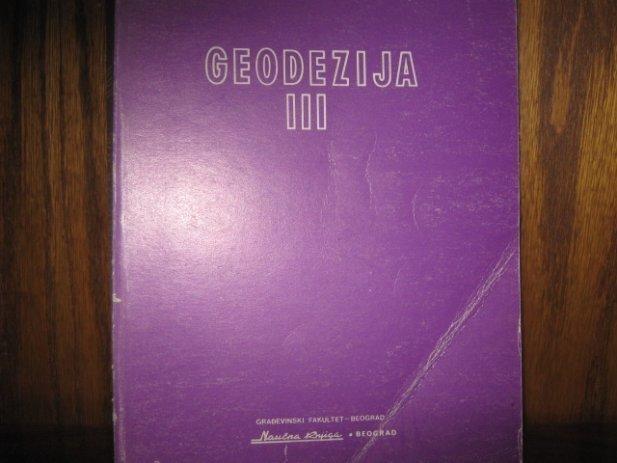 GEODEZIJA
III
GRAĐEVINSKI FAKULTET – BEOGRAD
Naučna knjiga • BEOGRAD